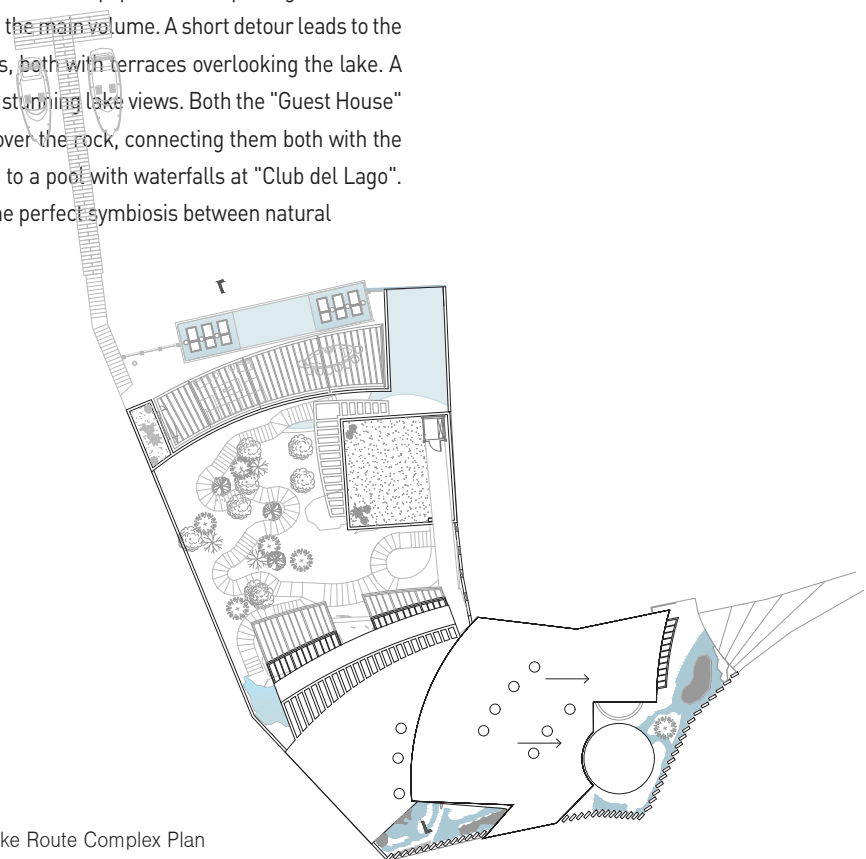 the main volume. A short detour leads to the
s, both with terraces overlooking the lake. A
stunning lake views. Both the "Guest House"
over the rock, connecting them both with the
to a pool with waterfalls at "Club del Lago".
he perfect symbiosis between natural
ke Route Complex Plan